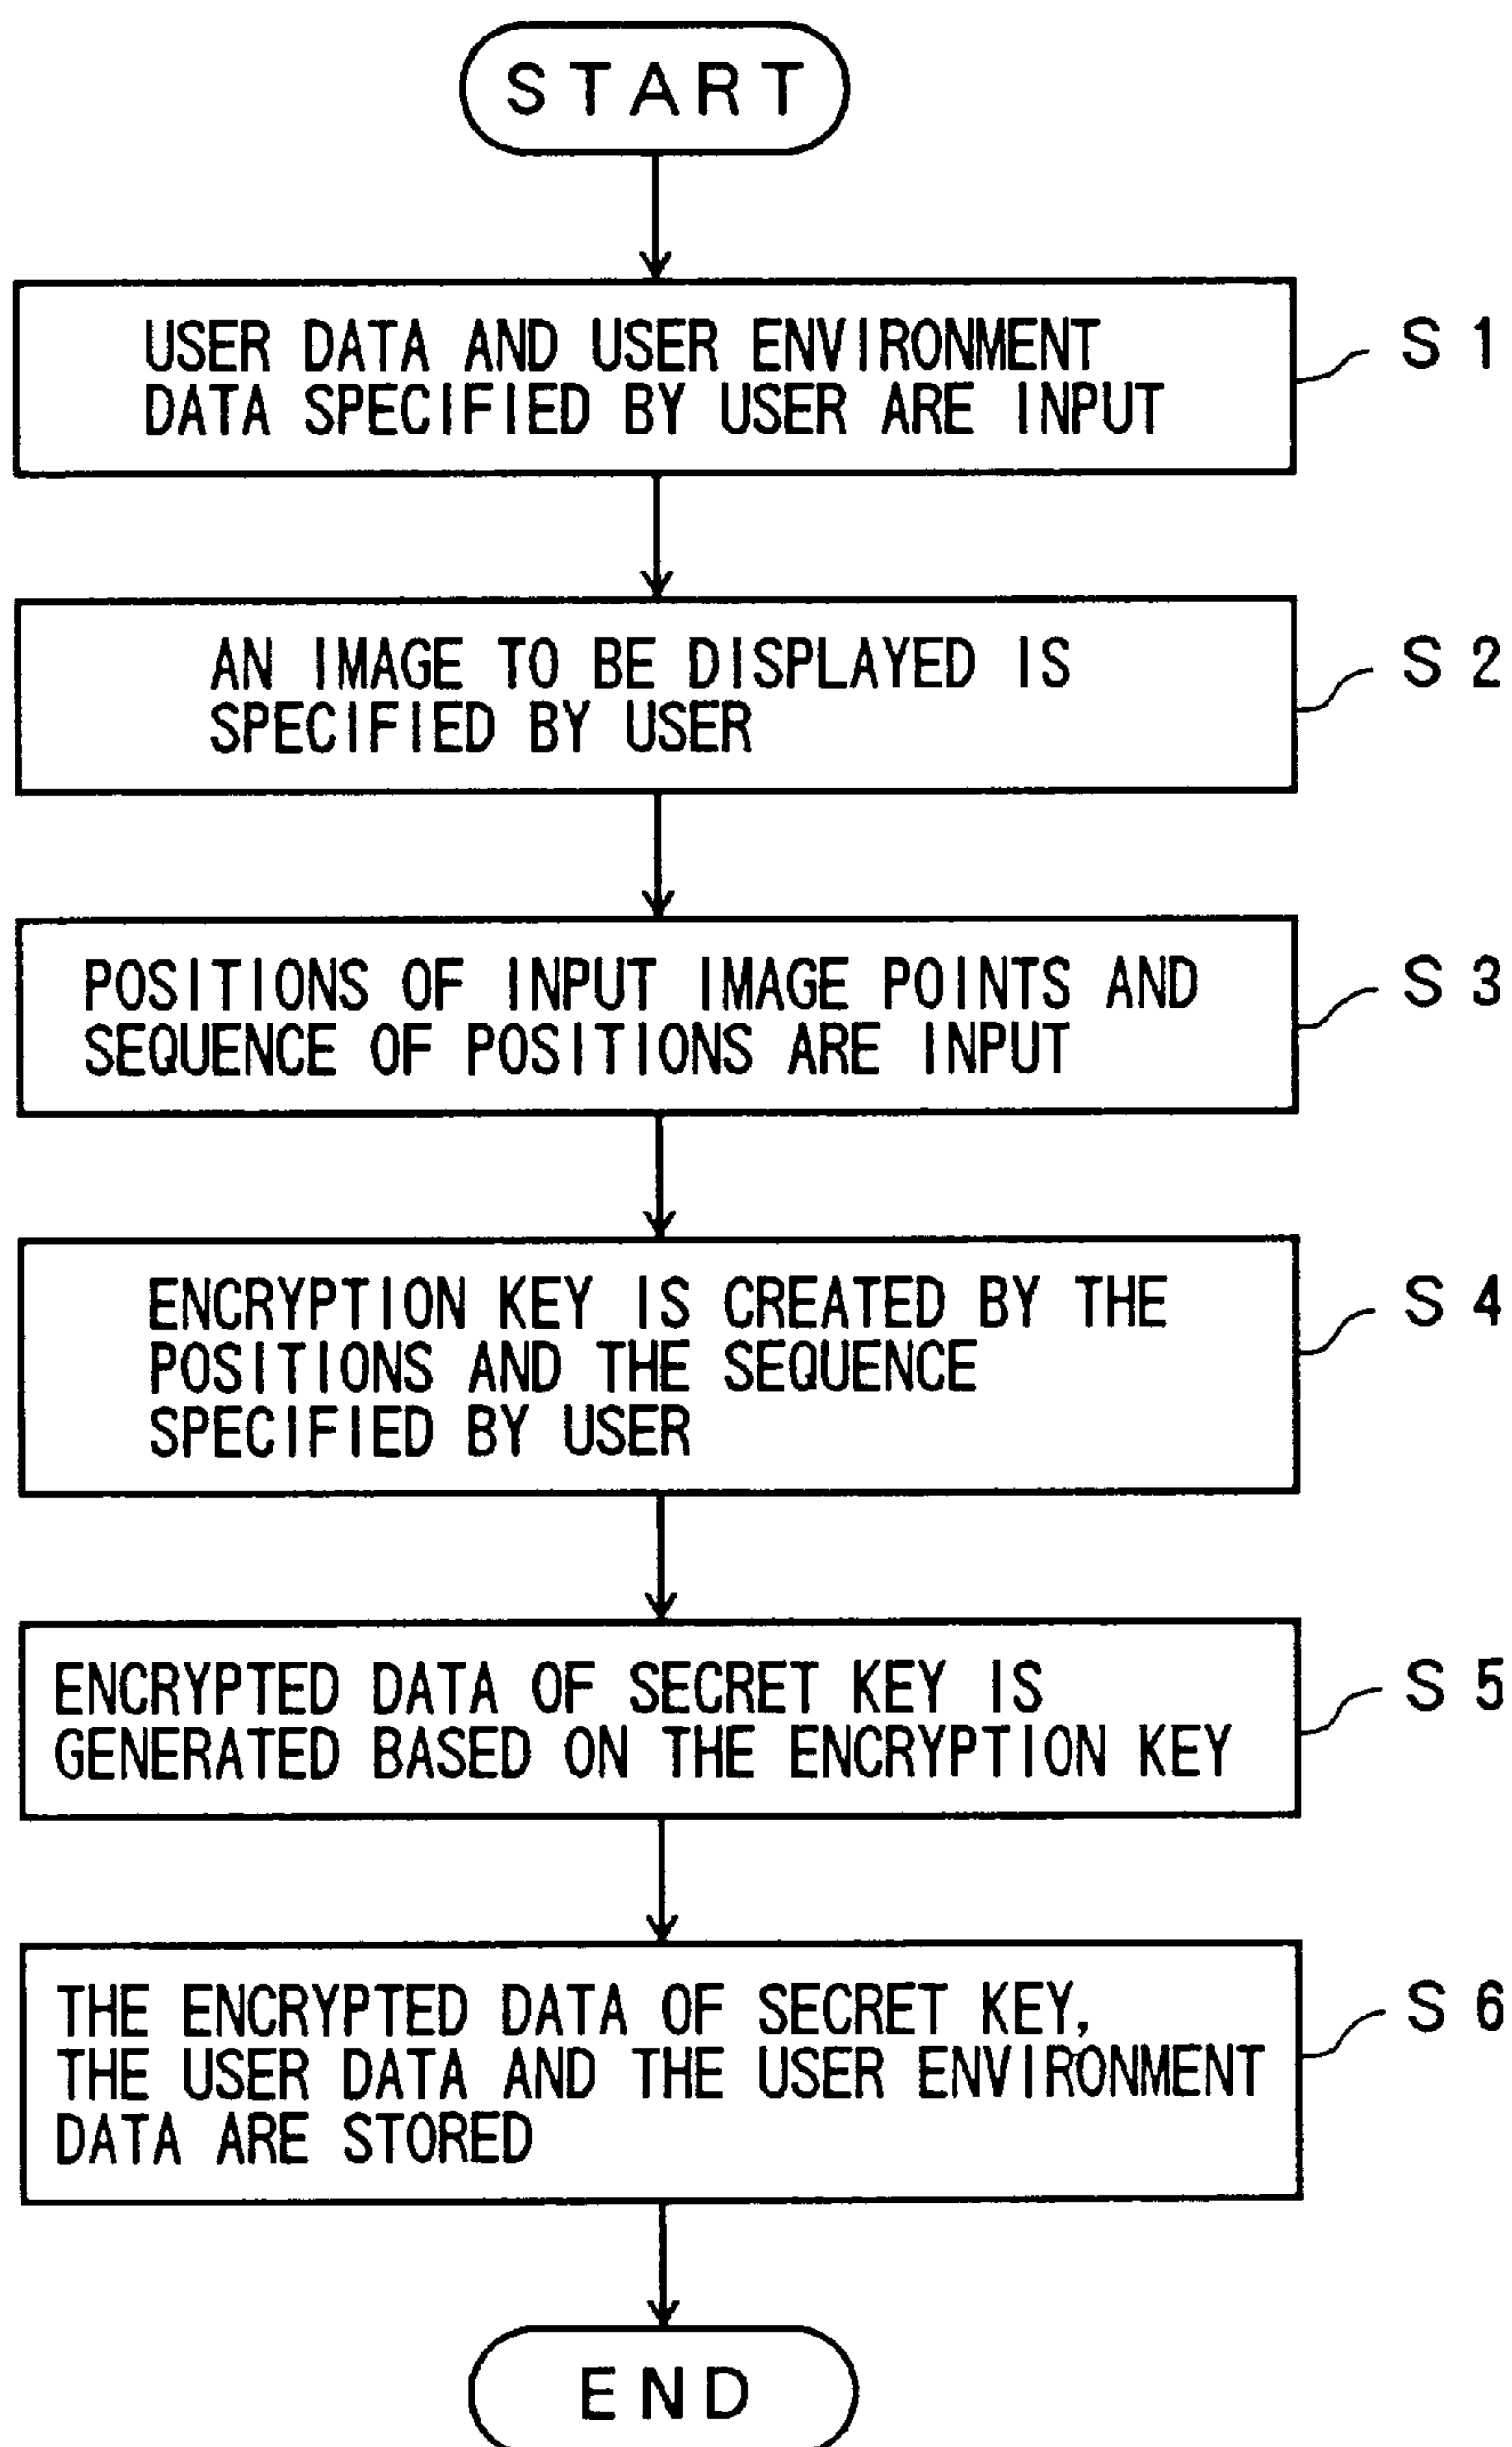 START
USER DATA AND USER ENVIRONMENT
DATA SPECIFIED BY USER ARE INPUT
S 1
AN IMAGE TO BE DISPLAYED IS
SPECIFIED BY USER
S 2
POSITIONS OF INPUT IMAGE POINTS AND
SEQUENCE OF POSITIONS ARE INPUT
S 3
ENCRYPTION KEY IS CREATED BY THE
POSITIONS AND THE SEQUENCE
SPECIFIED BY USER
S 4
ENCRYPTED DATA OF SECRET KEY IS
GENERATED BASED ON THE ENCRYPTION KEY
S 5
THE ENCRYPTED DATA OF SECRET KEY,
THE USER DATA AND THE USER ENVIRONMENT
DATA ARE STORED
S 6
END